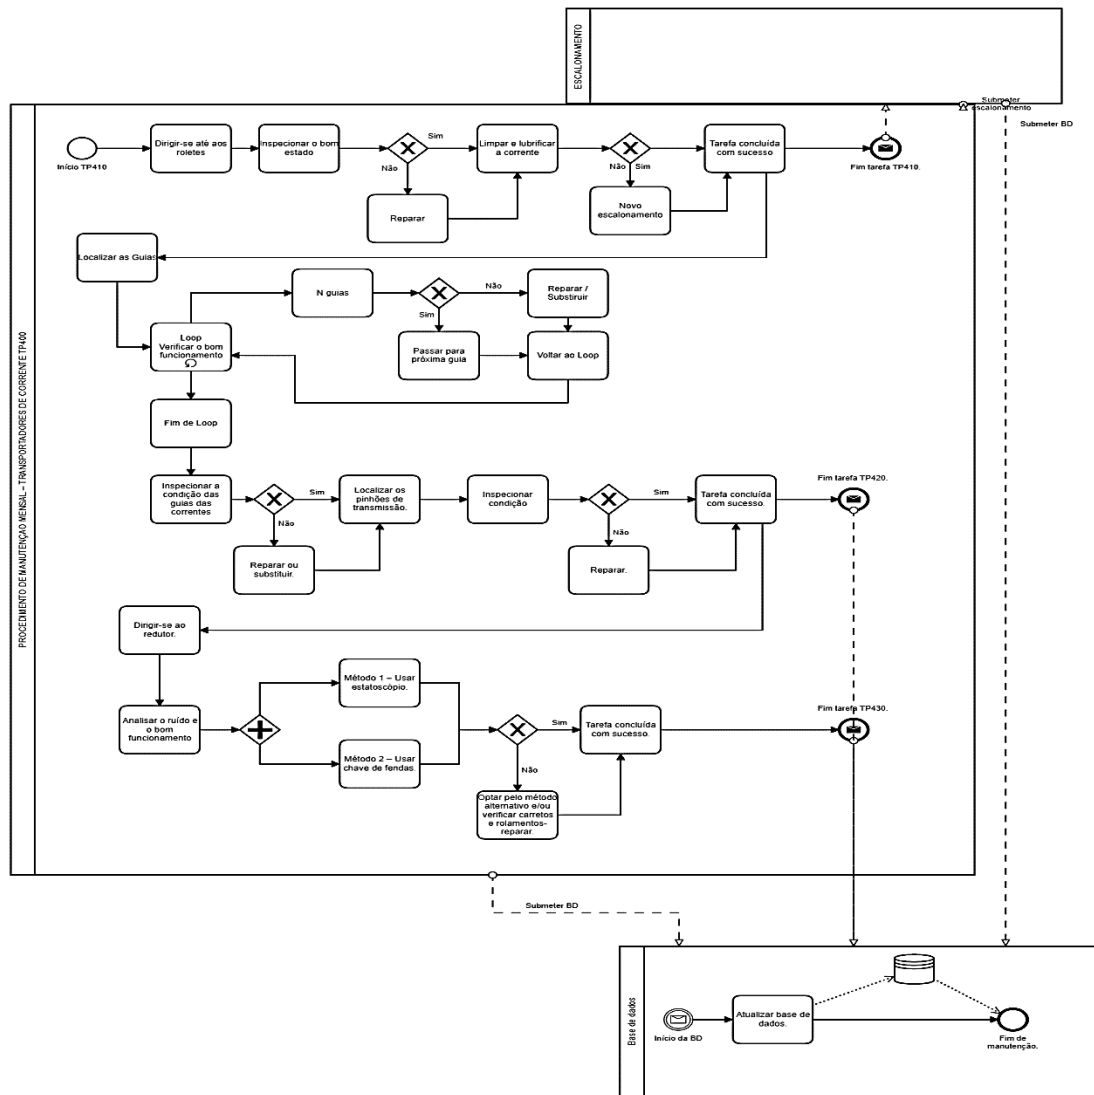 ESCALONAMENTO
Submeter
escalonamento
Submeter BD
PROCEDIMENTO DE MANUTENÇÃO MENSAL – TRANSPORTADORES DE CORRENTE TP400
Início TP410
Dirigir-se até aos
roletes
Inspecionar o bom
estado
Sim
Não
Reparar
Limpar e lubrificar
a corrente
Não
Sim
Novo
escalonamento
Tarefa concluída
com sucesso
Fim tarefa TP410.
Localizar as Guias
Loop
Verificar o bom
funcionamento
N guias
Não
Sim
Reparar /
Substiruir
Passar para
próxima guia
Voltar ao Loop
Fim de Loop
Inspecionar a
condição das
guias das
correntes
Sim
Não
Reparar ou
substituir.
Localizar os
pinhões de
transmissão.
Inspecionar
condição
Sim
Não
Reparar.
Tarefa concluída
com sucesso.
Fim tarefa TP420.
Dirigir-se ao
redutor.
Analisar o ruído e
o bom
funcionamento
Método 1 – Usar
estatoscópio.
Método 2 – Usar
chave de fendas.
Sim
Não
Optar pelo método
alternativo e/ou
verificar carretos
e rolamentos-
reparar.
Tarefa concluída
com sucesso.
Fim tarefa TP430.
Submeter BD
Base de dados
Início da BD
Atualizar base de
dados.
Fim de
manutenção.